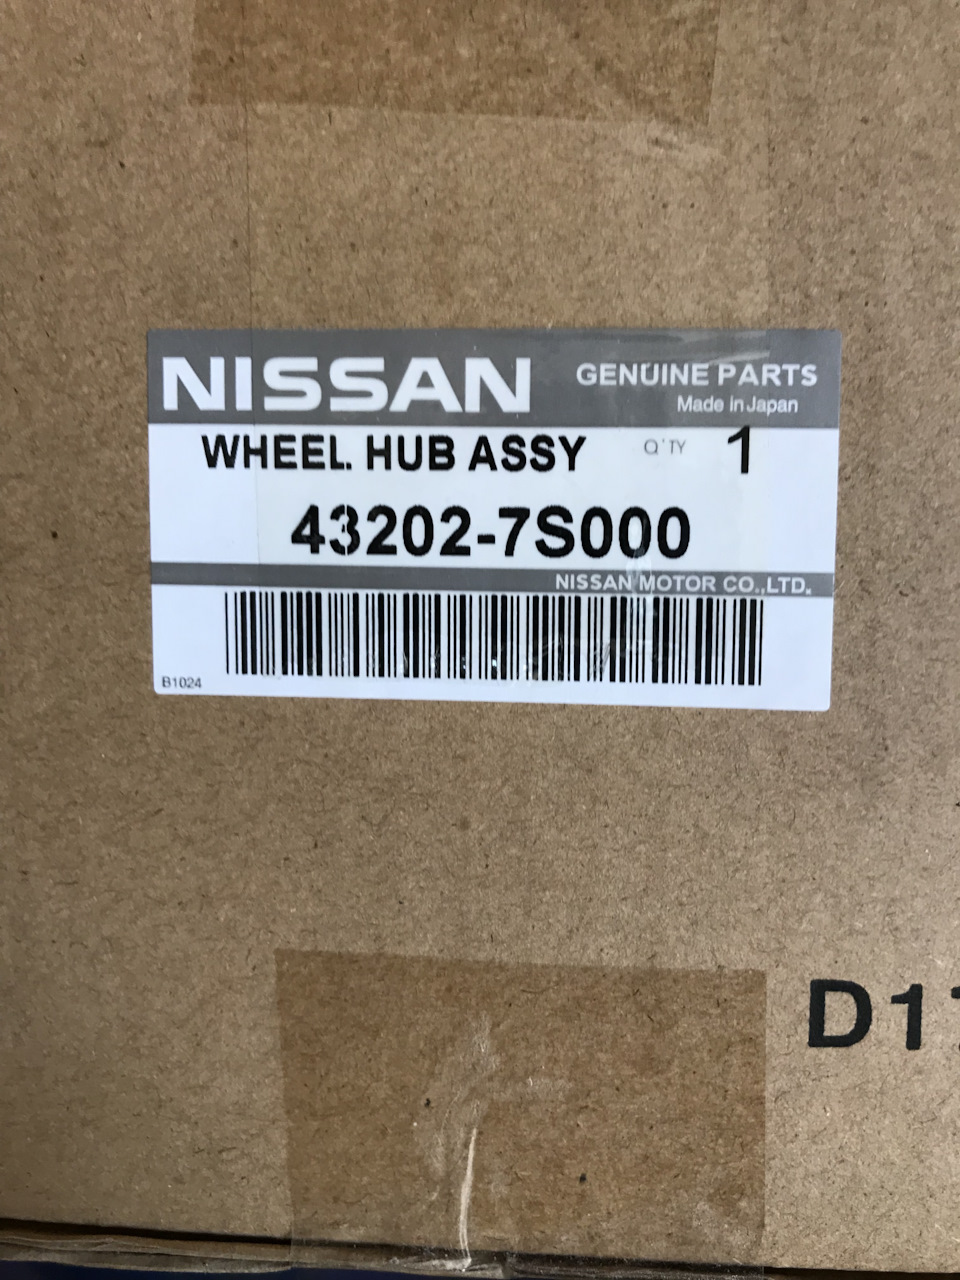 NISSAN GENUINE PARTS
Made in Japan
WHEEL. HUB ASSY Q'TY 1
43202-7S000
NISSAN MOTOR CO.,LTD.
B1024